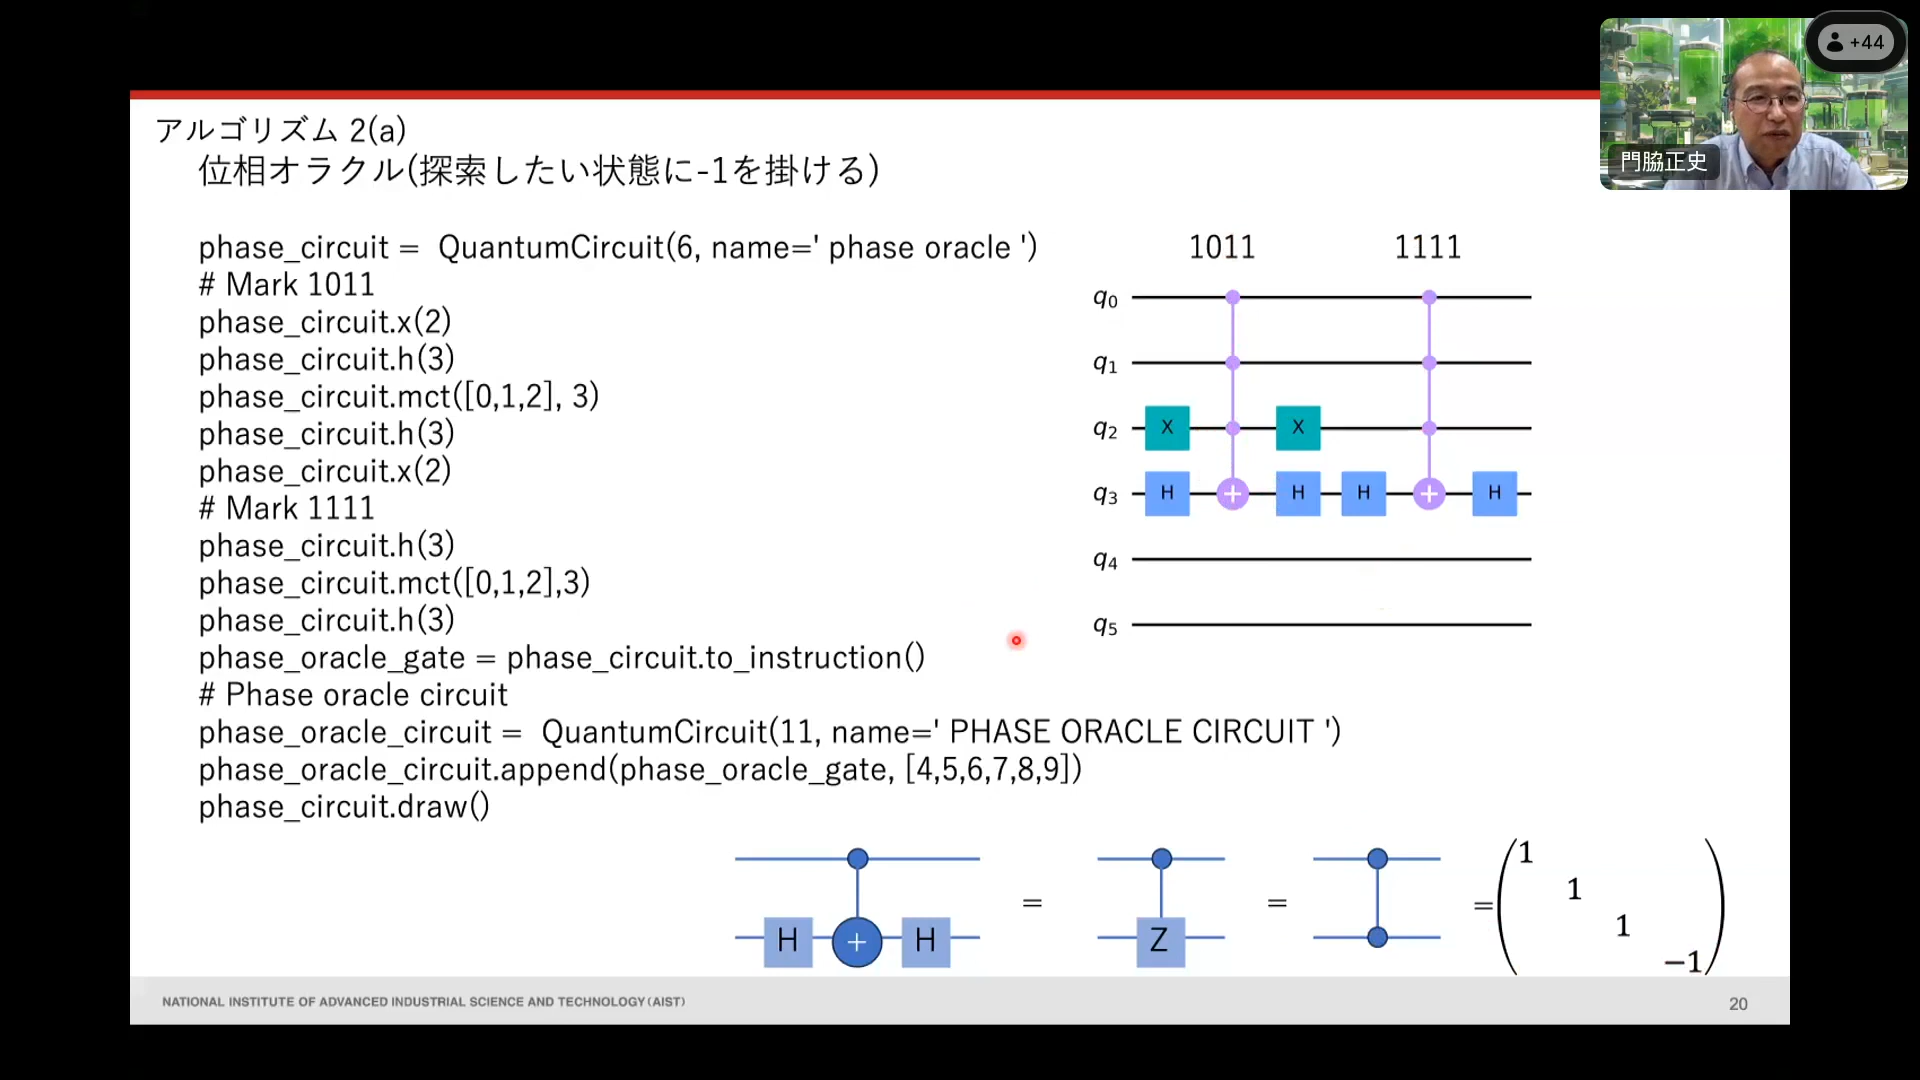 +44
門脇正史
アルゴリズム 2(a)
位相オラクル(探索したい状態に-1を掛ける)
phase_circuit = QuantumCircuit(6, name=' phase oracle ')
# Mark 1011
phase_circuit.x(2)
phase_circuit.h(3)
phase_circuit.mct([0,1,2], 3)
phase_circuit.h(3)
phase_circuit.x(2)
# Mark 1111
phase_circuit.h(3)
phase_circuit.mct([0,1,2],3)
phase_circuit.h(3)
phase_oracle_gate = phase_circuit.to_instruction()
# Phase oracle circuit
phase_oracle_circuit = QuantumCircuit(11, name=' PHASE ORACLE CIRCUIT ')
phase_oracle_circuit.append(phase_oracle_gate, [4,5,6,7,8,9])
phase_circuit.draw()
1011 1111
q0
q1
q2 X X
q3 H + H H + H
q4
q5
H + H = Z = = (1
1
1
−1)
NATIONAL INSTITUTE OF ADVANCED INDUSTRIAL SCIENCE AND TECHNOLOGY (AIST)
20